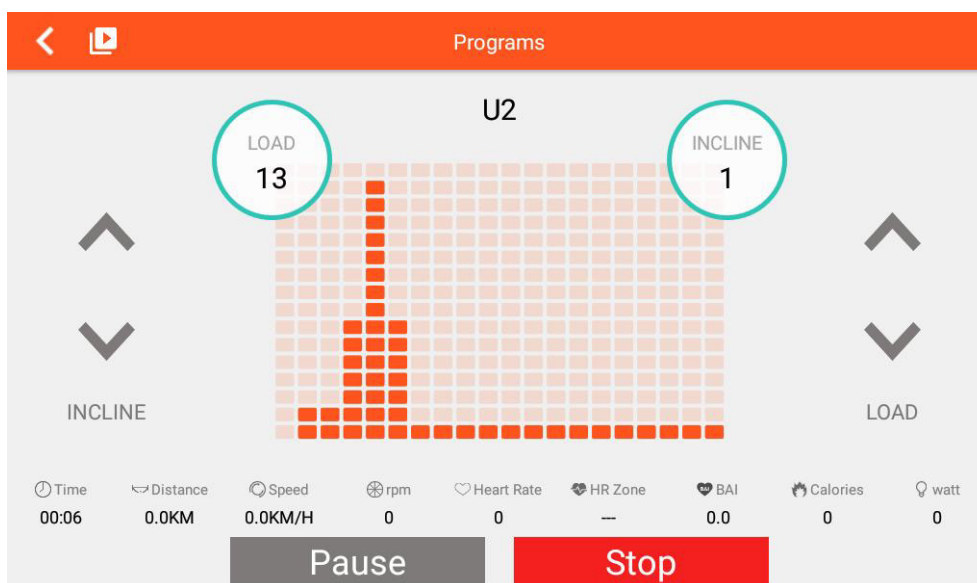 Programs
U2
LOAD
13
INCLINE
1
INCLINE
LOAD
Time Distance Speed rpm Heart Rate HR Zone BAI BAI Calories watt
00:06 0.0KM 0.0KM/H 0 0 --- 0.0 0 0
Pause Stop